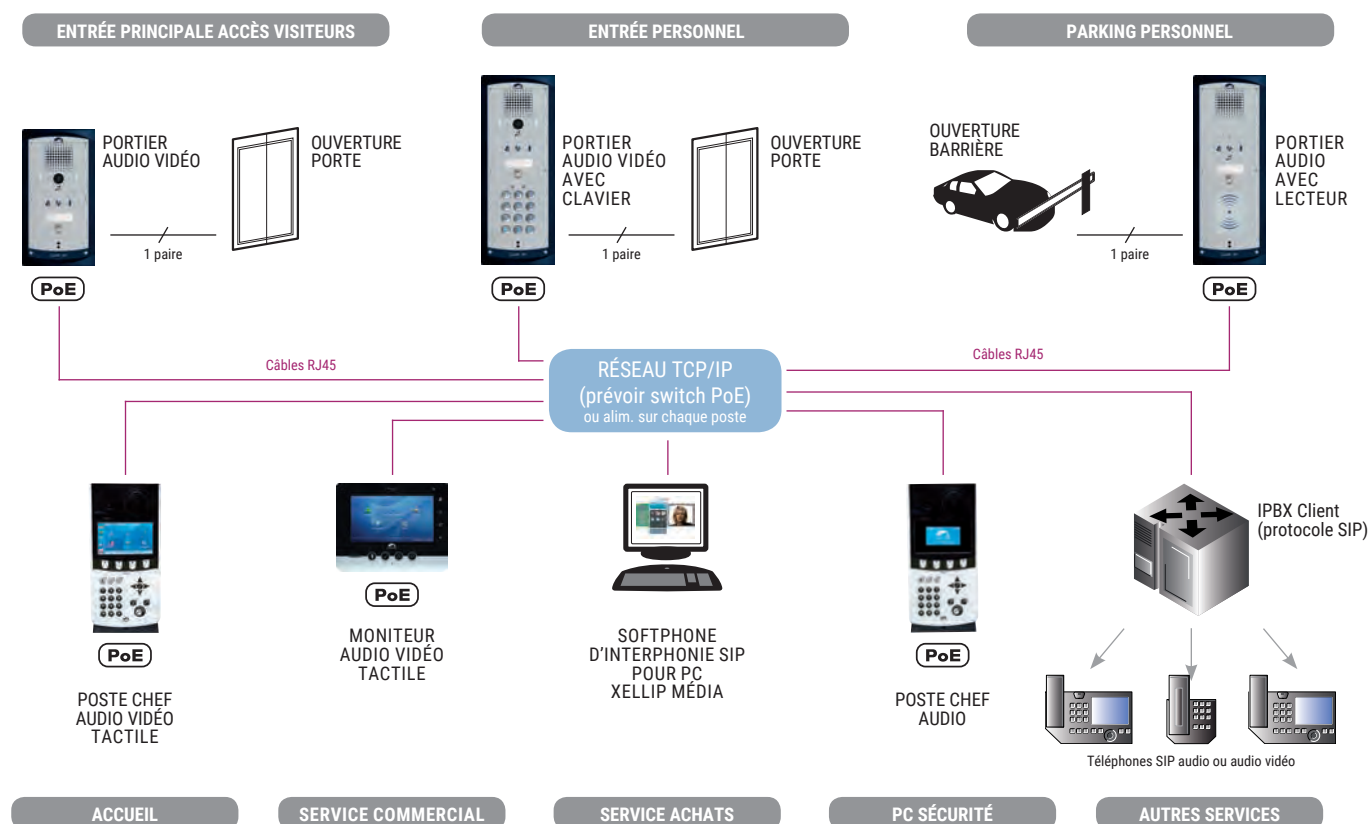 ENTRÉE PRINCIPALE ACCÈS VISITEURS
ENTRÉE PERSONNEL
PARKING PERSONNEL
PORTIER
AUDIO VIDÉO
OUVERTURE
PORTE
1 paire
PoE
PORTIER
AUDIO VIDÉO
AVEC
CLAVIER
OUVERTURE
PORTE
1 paire
PoE
OUVERTURE
BARRIÈRE
1 paire
PORTIER
AUDIO
AVEC
LECTEUR
PoE
Câbles RJ45
RÉSEAU TCP/IP
(prévoir switch PoE)
ou alim. sur chaque poste
Câbles RJ45
PoE
POSTE CHEF
AUDIO VIDÉO
TACTILE
PoE
MONITEUR
AUDIO VIDÉO
TACTILE
SOFTPHONE
D'INTERPHONIE SIP
POUR PC
XELLIP MÉDIA
PoE
POSTE CHEF
AUDIO
IPBX Client
(protocole SIP)
Téléphones SIP audio ou audio vidéo
ACCUEIL
SERVICE COMMERCIAL
SERVICE ACHATS
PC SÉCURITÉ
AUTRES SERVICES